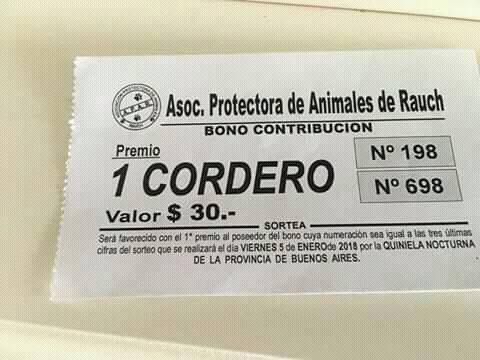 Asoc. Protectora de Animales de Rauch
BONO CONTRIBUCION
Premio
1 CORDERO
Nº 198
Nº 698
Valor $ 30.-
SORTEA
Será favorecido con el 1º premio al poseedor del bono cuya numeración sea igual a las tres últimas
cifras del sorteo que se realizará el día VIERNES 5 de ENEROde 2018 por la QUINIELA NOCTURNA
DE LA PROVINCIA DE BUENOS AIRES.